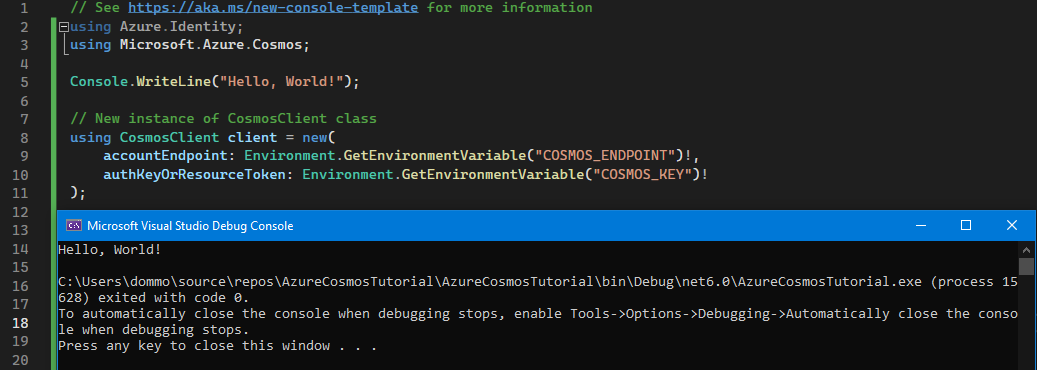 1 // See https://aka.ms/new-console-template for more information
2 using Azure.Identity;
3 using Microsoft.Azure.Cosmos;
4
5 Console.WriteLine("Hello, World!");
6
7 // New instance of CosmosClient class
8 using CosmosClient client = new(
9 accountEndpoint: Environment.GetEnvironmentVariable("COSMOS_ENDPOINT")!,
10 authKeyOrResourceToken: Environment.GetEnvironmentVariable("COSMOS_KEY")!
11 );
12
13 C:\ Microsoft Visual Studio Debug Console
14 Hello, World!
15
16 C:\Users\dommo\source\repos\AzureCosmosTutorial\AzureCosmosTutorial\bin\Debug\net6.0\AzureCosmosTutorial.exe (process 15
17 628) exited with code 0.
18 To automatically close the console when debugging stops, enable Tools->Options->Debugging->Automatically close the conso
19 le when debugging stops.
20 Press any key to close this window . . .